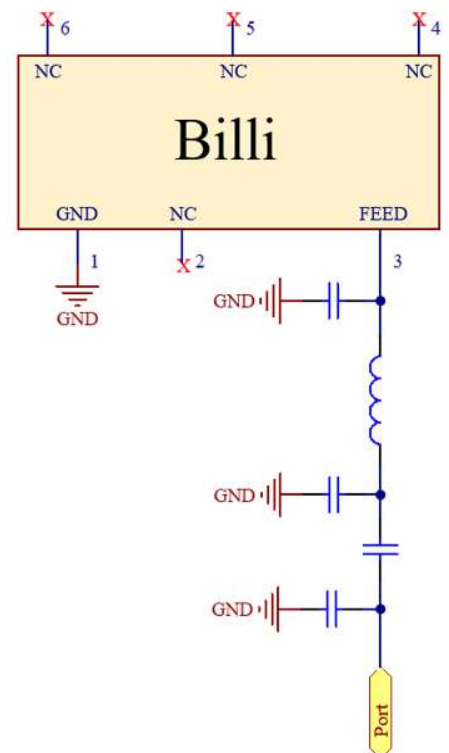 6 5 4
NC NC NC
Billi
GND NC FEED
1 2 3
GND
GND
GND
GND
Port